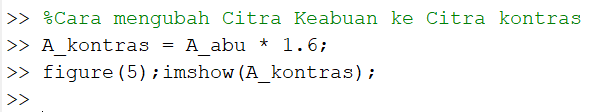 >> %Cara mengubah Citra Keabuan ke Citra kontras
>> A_kontras = A_abu * 1.6;
>> figure(5);imshow(A_kontras);
>>